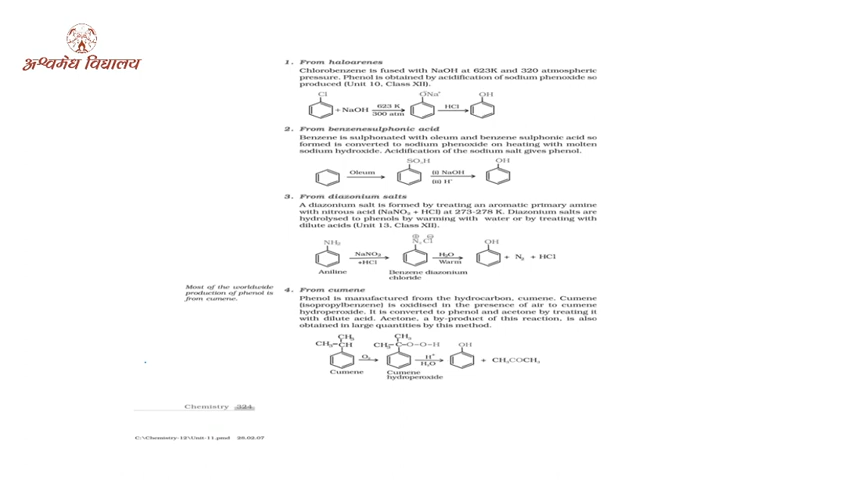 अश्वमेध विद्यालय
1. From haloarenes
Chlorobenzene is fused with NaOH at 623K and 320 atmospheric
pressure. Phenol is obtained by acidification of sodium phenoxide so
produced (Unit 10, Class XII).
Cl
ŌNa⁺
OH
+ NaOH
623 K
300 atm
HCl
2. From benzenesulphonic acid
Benzene is sulphonated with oleum and benzene sulphonic acid so
formed is converted to sodium phenoxide on heating with molten
sodium hydroxide. Acidification of the sodium salt gives phenol.
SO₃H
OH
Oleum
(i) NaOH
(ii) H⁺
3. From diazonium salts
A diazonium salt is formed by treating an aromatic primary amine
with nitrous acid (NaNO₂ + HCl) at 273-278 K. Diazonium salts are
hydrolysed to phenols by warming with water or by treating with
dilute acids (Unit 13, Class XII).
NH₂
⊕ ⊖
N₂Cl
OH
NaNO₂
+HCl
H₂O
Warm
+ N₂ + HCl
Aniline
Benzene diazonium
chloride
Most of the worldwide
production of phenol is
from cumene.
4. From cumene
Phenol is manufactured from the hydrocarbon, cumene. Cumene
(isopropylbenzene) is oxidised in the presence of air to cumene
hydroperoxide. It is converted to phenol and acetone by treating it
with dilute acid. Acetone, a by-product of this reaction, is also
obtained in large quantities by this method.
CH₃
CH₃–CH
CH₃
CH₃–C–O–O–H
OH
O₂
H⁺
H₂O
+ CH₃COCH₃
Cumene
Cumene
hydroperoxide
Chemistry 324
C:\Chemistry-12\Unit-11.pmd 28.02.07